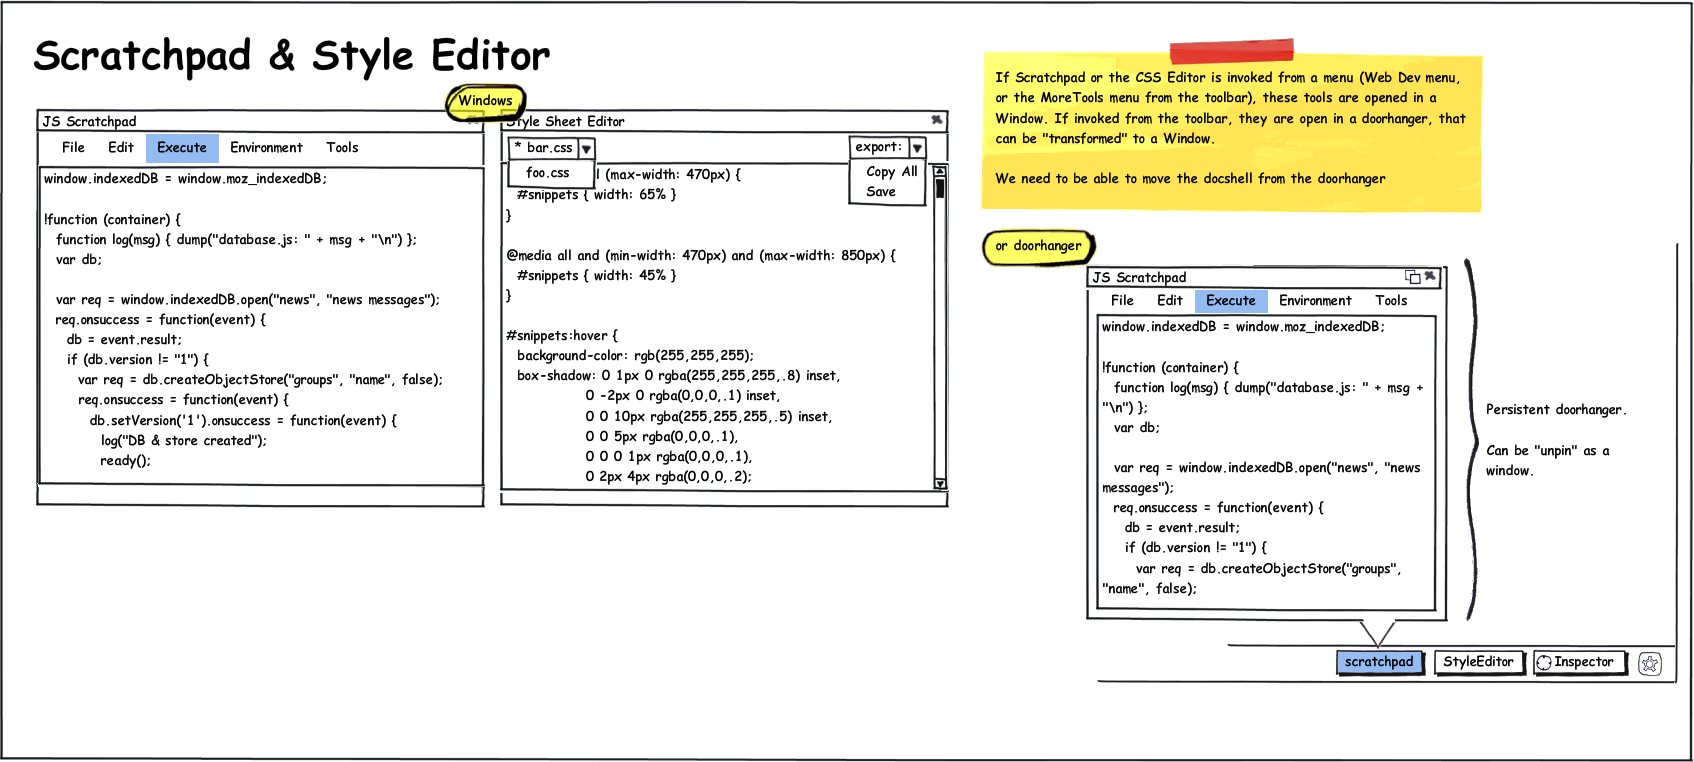 Scratchpad & Style Editor
Windows
JS Scratchpad
File Edit Execute Environment Tools
window.indexedDB = window.moz_indexedDB;
!function (container) {
function log(msg) { dump("database.js: " + msg + "\n") };
var db;
var req = window.indexedDB.open("news", "news messages");
req.onsuccess = function(event) {
db = event.result;
if (db.version != "1") {
var req = db.createObjectStore("groups", "name", false);
req.onsuccess = function(event) {
db.setVersion('1').onsuccess = function(event) {
log("DB & store created");
ready();
Style Sheet Editor
* bar.css
foo.css
export:
Copy All
Save
(max-width: 470px) {
#snippets { width: 65% }
}
@media all and (min-width: 470px) and (max-width: 850px) {
#snippets { width: 45% }
}
#snippets:hover {
background-color: rgb(255,255,255);
box-shadow: 0 1px 0 rgba(255,255,255,.8) inset,
0 -2px 0 rgba(0,0,0,.1) inset,
0 0 10px rgba(255,255,255,.5) inset,
0 0 5px rgba(0,0,0,.1),
0 0 0 1px rgba(0,0,0,.1),
0 2px 4px rgba(0,0,0,.2);
If Scratchpad or the CSS Editor is invoked from a menu (Web Dev menu,
or the MoreTools menu from the toolbar), these tools are opened in a
Window. If invoked from the toolbar, they are open in a doorhanger, that
can be "transformed" to a Window.
We need to be able to move the docshell from the doorhanger
or doorhanger
JS Scratchpad
File Edit Execute Environment Tools
window.indexedDB = window.moz_indexedDB;
!function (container) {
function log(msg) { dump("database.js: " + msg +
"\n") };
var db;
var req = window.indexedDB.open("news", "news
messages");
req.onsuccess = function(event) {
db = event.result;
if (db.version != "1") {
var req = db.createObjectStore("groups",
"name", false);
Persistent doorhanger.
Can be "unpin" as a
window.
scratchpad StyleEditor Inspector